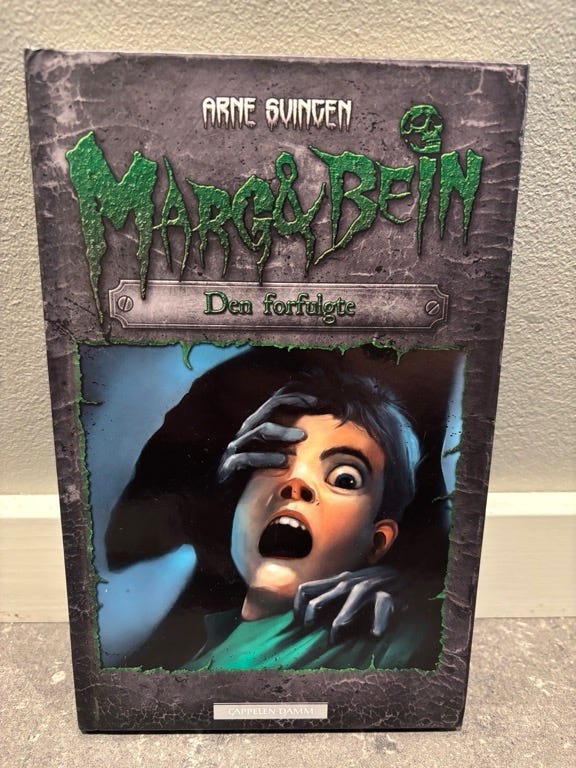 ARNE SVINGEN
MARG & BEIN
Den forfulgte
CAPPELEN DAMM